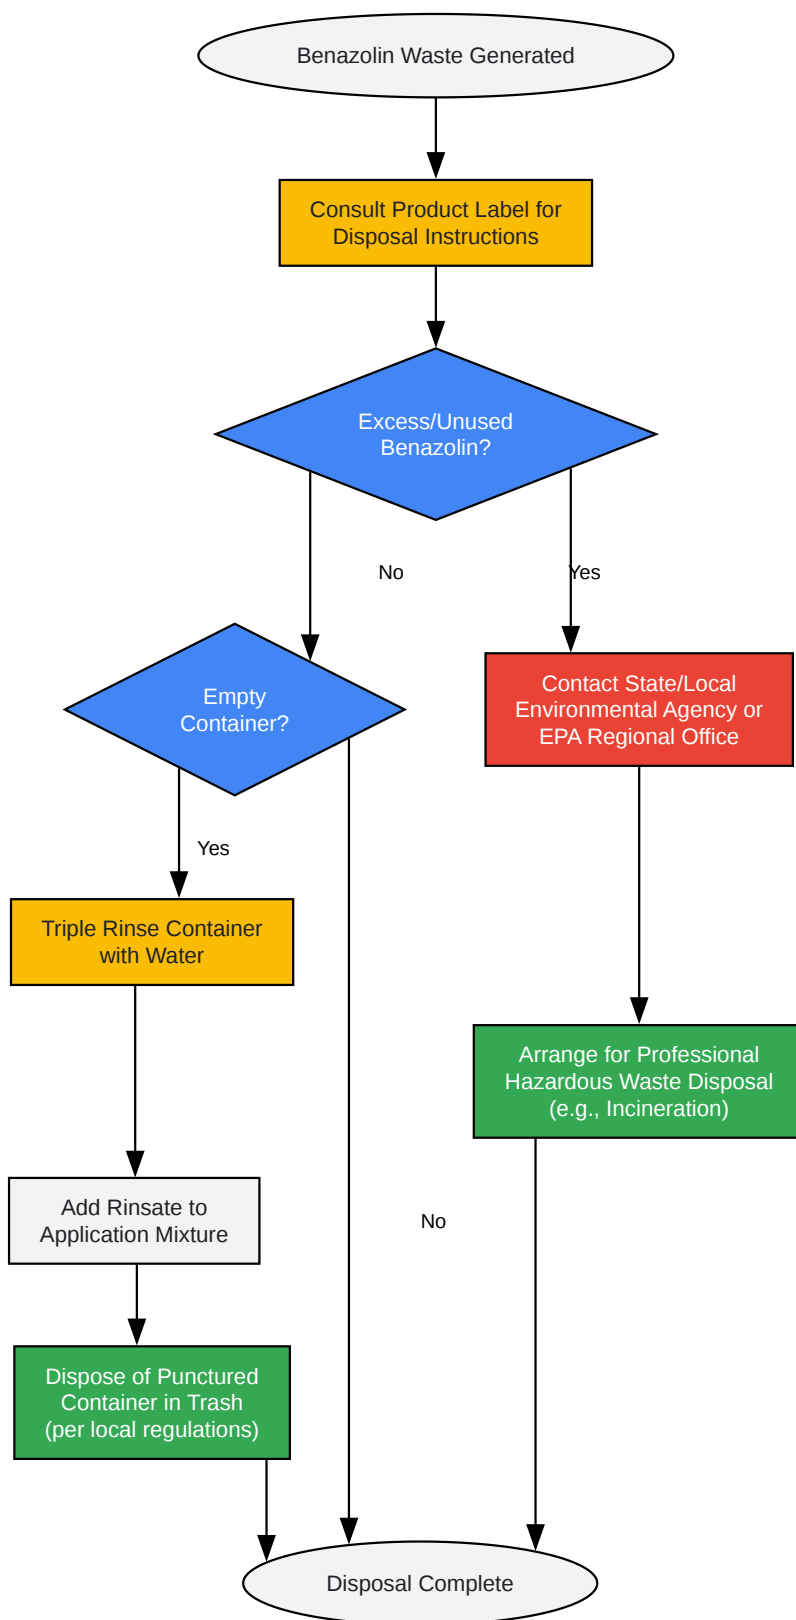 Benazolin Waste Generated
Consult Product Label for
Disposal Instructions
Excess/Unused
Benazolin?
No
Yes
Empty
Container?
Contact State/Local
Environmental Agency or
EPA Regional Office
Yes
Triple Rinse Container
with Water
Arrange for Professional
Hazardous Waste Disposal
(e.g., Incineration)
Add Rinsate to
Application Mixture
No
Dispose of Punctured
Container in Trash
(per local regulations)
Disposal Complete